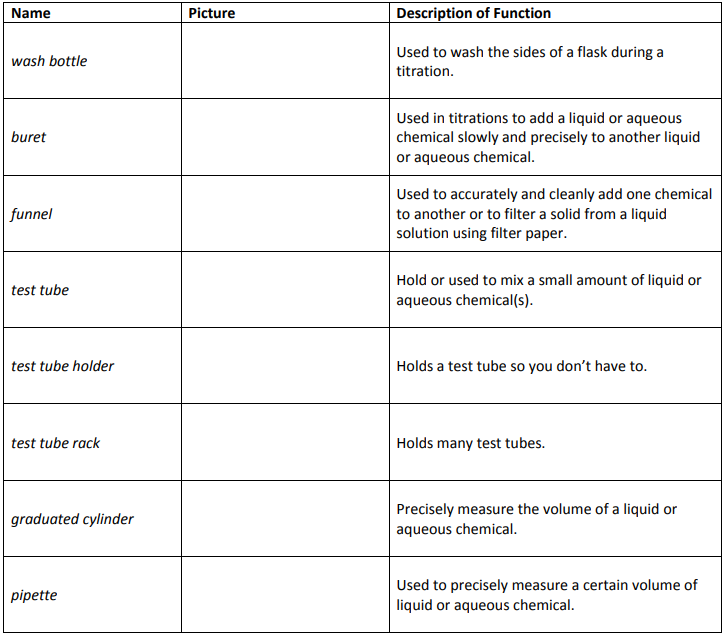 Name Picture Description of Function
wash bottle
Used to wash the sides of a flask during a
titration.
buret
Used in titrations to add a liquid or aqueous
chemical slowly and precisely to another liquid
or aqueous chemical.
funnel
Used to accurately and cleanly add one chemical
to another or to filter a solid from a liquid
solution using filter paper.
test tube
Hold or used to mix a small amount of liquid or
aqueous chemical(s).
test tube holder
Holds a test tube so you don’t have to.
test tube rack
Holds many test tubes.
graduated cylinder
Precisely measure the volume of a liquid or
aqueous chemical.
pipette
Used to precisely measure a certain volume of
liquid or aqueous chemical.